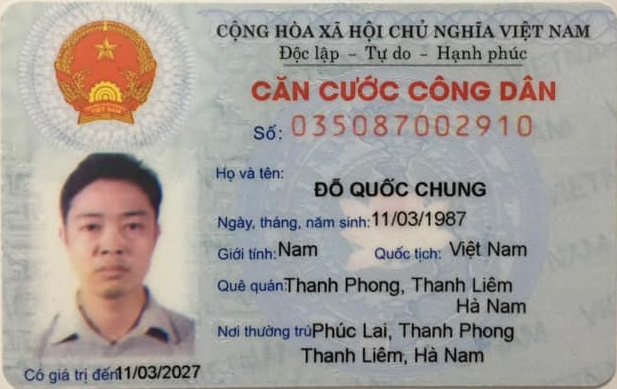 CỘNG HÒA XÃ HỘI CHỦ NGHĨA VIỆT NAM
Độc lập - Tự do - Hạnh phúc
CĂN CƯỚC CÔNG DÂN
Số: 035087002910
Họ và tên:
ĐỖ QUỐC CHUNG
Ngày, tháng, năm sinh: 11/03/1987
Giới tính: Nam Quốc tịch: Việt Nam
Quê quán: Thanh Phong, Thanh Liêm
Hà Nam
Nơi thường trú: Phúc Lai, Thanh Phong
Thanh Liêm, Hà Nam
Có giá trị đến 11/03/2027